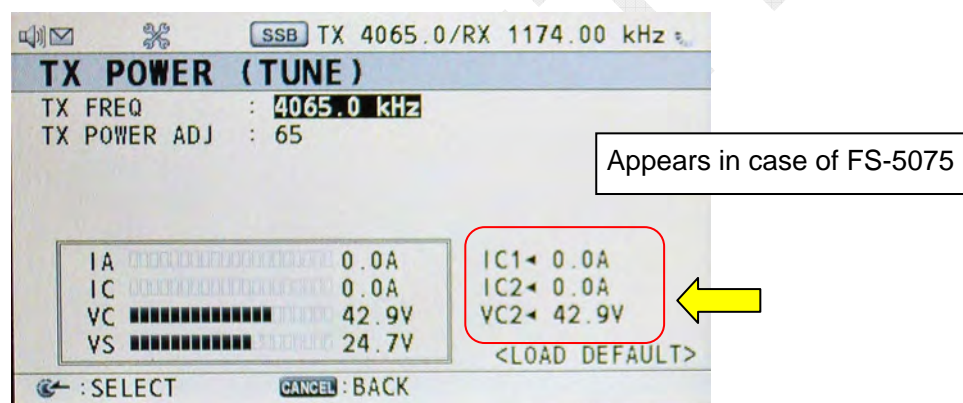 SSB TX 4065.0/RX 1174.00 kHz
TX POWER (TUNE)
TX FREQ : 4065.0 kHz
TX POWER ADJ : 65
Appears in case of FS-5075
IA 0.0A
IC 0.0A
VC 42.9V
VS 24.7V
IC1◄ 0.0A
IC2◄ 0.0A
VC2◄ 42.9V
<LOAD DEFAULT>
:SELECT CANCEL:BACK